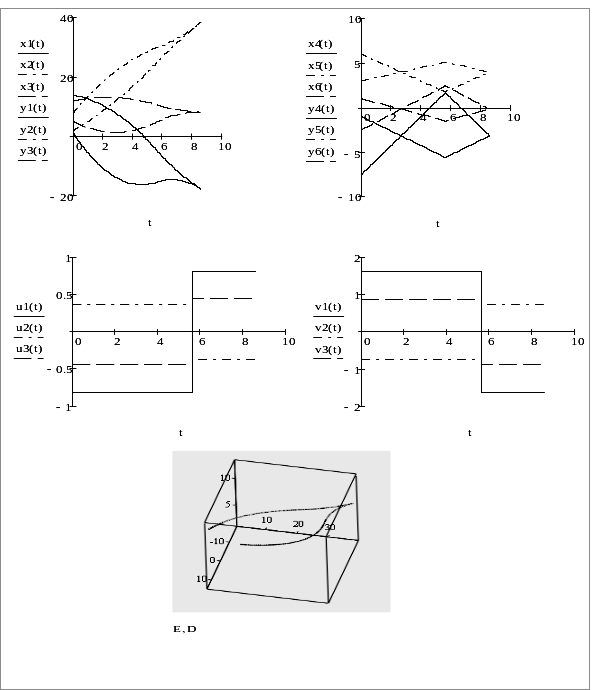 40
x1(t)
x2(t)
20
x3(t)
y1(t)
y2(t)
y3(t)
0 2 4 6 8 10
- 20
t
10
x4(t)
x5(t)
5
x6(t)
y4(t)
y5(t)
y6(t)
0 2 4 6 8 10
- 5
- 10
t
1
0.5
u1(t)
u2(t)
u3(t)
0 2 4 6 8 10
- 0.5
- 1
t
2
1
v1(t)
v2(t)
v3(t)
0 2 4 6 8 10
- 1
- 2
t
10
5
10 20 30
-10
0
10
E,D